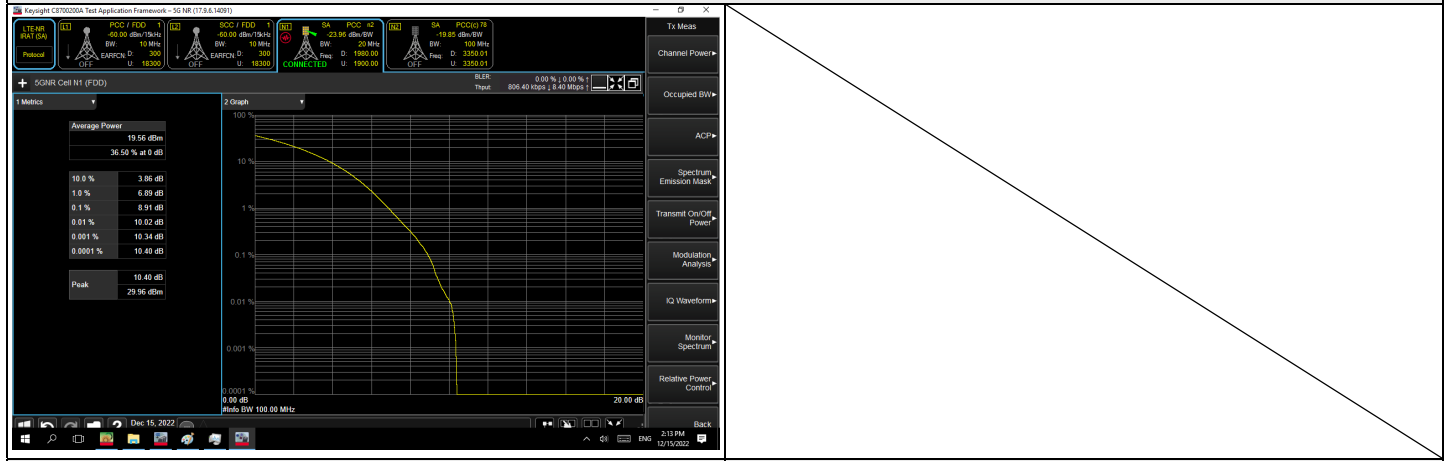 Keysight C8700200A Test Application Framework – 5G NR (17.9.6.14091)
LTE-NR
IRAT (SA)
Protocol
L1 PCC / FDD 1
-60.00 dBm/15kHz
BW: 10 MHz
EARFCN D: 300
OFF U: 18300
L2 SCC / FDD 1
-60.00 dBm/15kHz
BW: 10 MHz
EARFCN D: 300
OFF U: 18300
N1 SA PCC n2
-23.96 dBm/BW
BW: 20 MHz
Freq: D: 1980.00
CONNECTED U: 1900.00
N2 SA PCC(c) 78
-19.85 dBm/BW
BW: 100 MHz
Freq: D: 3350.01
OFF U: 3350.01
5GNR Cell N1 (FDD)
BLER: 0.00 % ↓ 0.00 % ↑
Thput: 806.40 kbps ↓ 8.40 Mbps ↑
1 Metrics
Average Power
19.56 dBm
36.50 % at 0 dB
10.0 % 3.86 dB
1.0 % 6.89 dB
0.1 % 8.91 dB
0.01 % 10.02 dB
0.001 % 10.34 dB
0.0001 % 10.40 dB
Peak
10.40 dB
29.96 dBm
2 Graph
100 %
10 %
1 %
0.1 %
0.01 %
0.001 %
0.0001 %
0.00 dB 20.00 dB
#Info BW 100.00 MHz
Tx Meas
Channel Power
Occupied BW
ACP
Spectrum
Emission Mask
Transmit On/Off
Power
Modulation
Analysis
IQ Waveform
Monitor
Spectrum
Relative Power
Control
Back
Dec 15, 2022
ENG
2:13 PM
12/15/2022